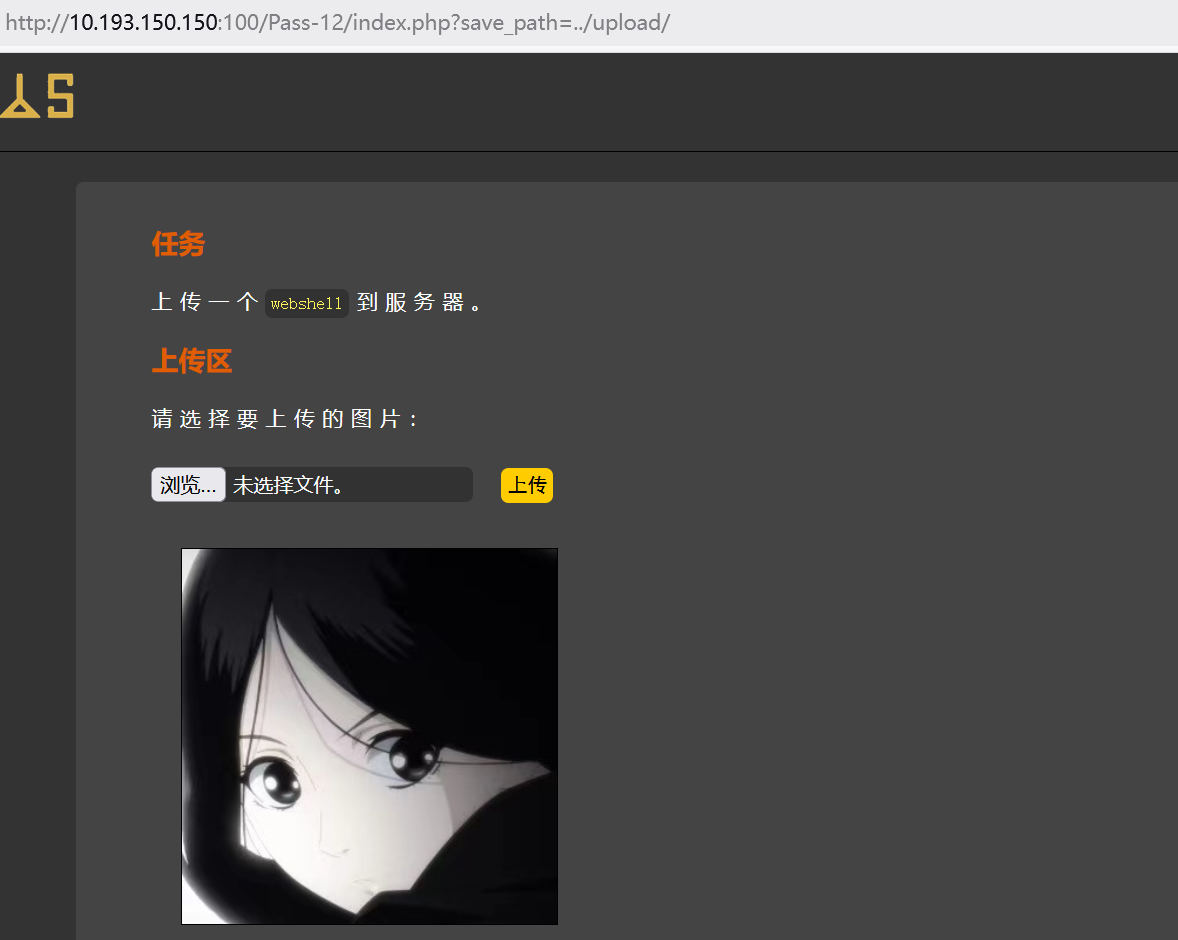 http://10.193.150.150:100/Pass-12/index.php?save_path=../upload/
任务
上传一个 webshell 到服务器。
上传区
请选择要上传的图片：
浏览... 未选择文件。 上传